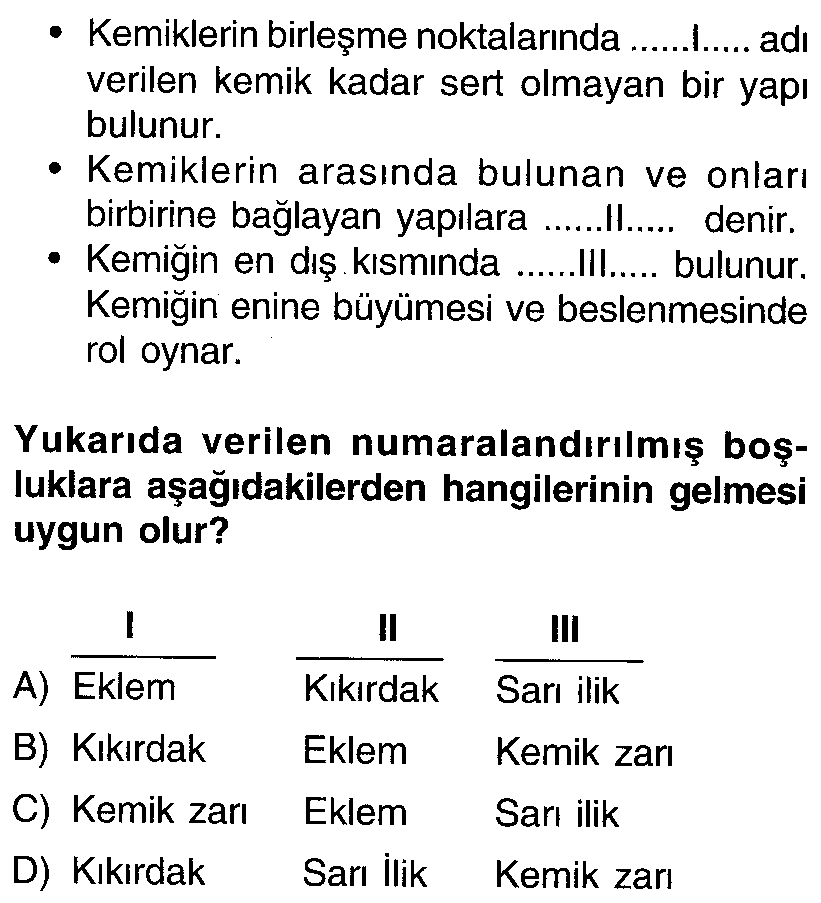 • Kemiklerin birleşme noktalarında ......I..... adı
verilen kemik kadar sert olmayan bir yapı
bulunur.
• Kemiklerin arasında bulunan ve onları
birbirine bağlayan yapılara ......II..... denir.
• Kemiğin en dış kısmında ......III..... bulunur.
Kemiğin enine büyümesi ve beslenmesinde
rol oynar.
Yukarıda verilen numaralandırılmış boş-
luklara aşağıdakilerden hangilerinin gelmesi
uygun olur?
I II III
A) Eklem Kıkırdak Sarı ilik
B) Kıkırdak Eklem Kemik zarı
C) Kemik zarı Eklem Sarı ilik
D) Kıkırdak Sarı İlik Kemik zarı